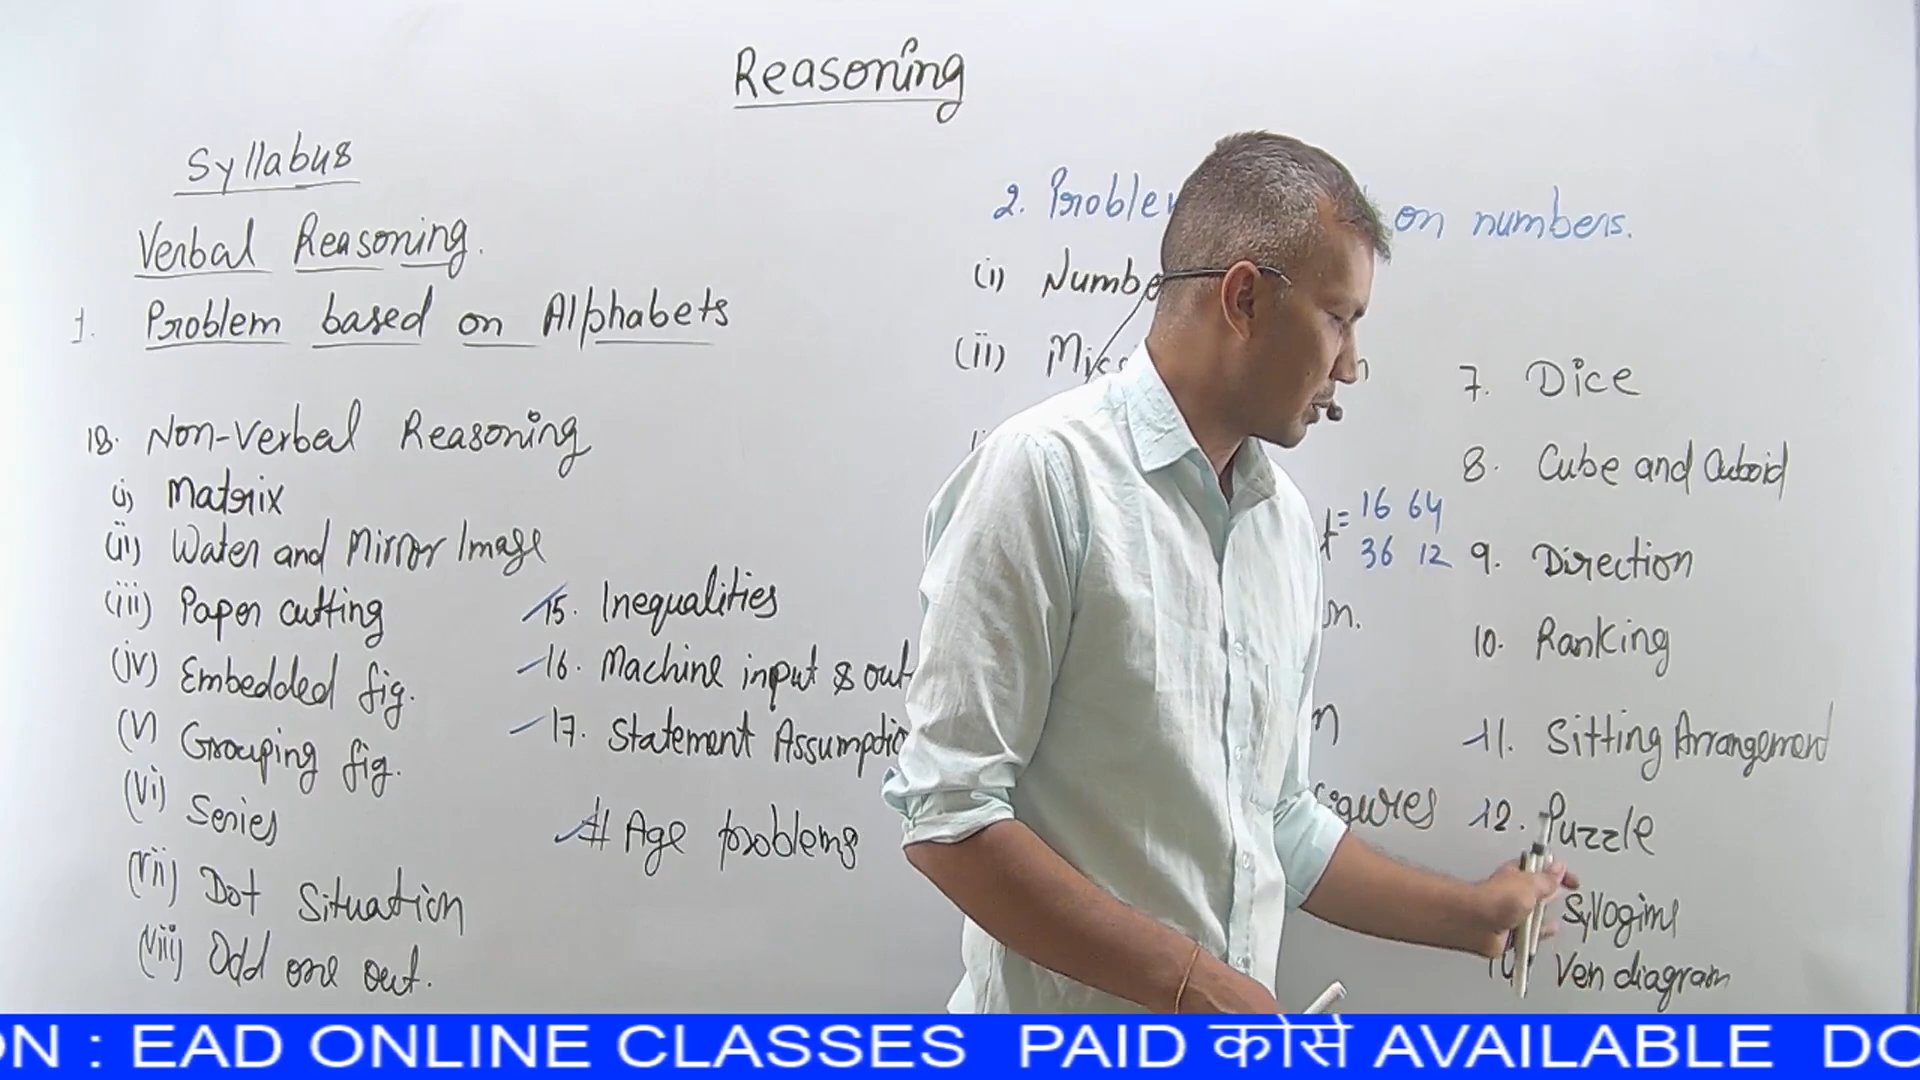 Reasoning
Syllabus
Verbal Reasoning.
1. Problem based on Alphabets
18. Non-Verbal Reasoning
(i) Matrix
(ii) Water and Mirror Image
(iii) Paper cutting
(iv) Embedded fig.
(v) Grouping fig.
(vi) Series
(vii) Dot Situation
(viii) Odd one out.
15. Inequalities
16. Machine input & out
17. Statement Assumptio
# Age problems
2. Proble on numbers.
(i) Numbe
(ii)
= 16 64
36 12
7. Dice
8. Cube and Cuboid
9. Direction
10. Ranking
11. Sitting Arrangement
12. Puzzle
Sylogims
Ven diagram
ON : EAD ONLINE CLASSES PAID कोर्स AVAILABLE DO